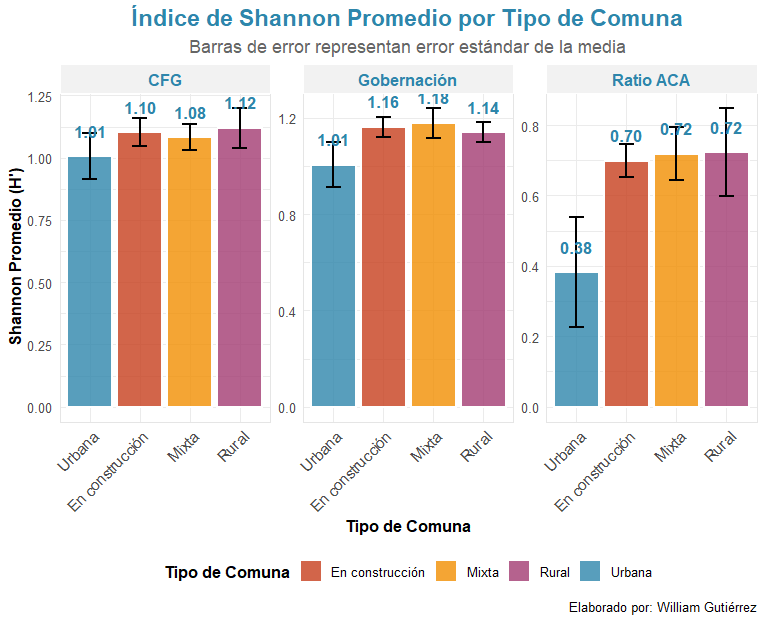 Índice de Shannon Promedio por Tipo de Comuna
Barras de error representan error estándar de la media
CFG
Gobernación
Ratio ACA
Shannon Promedio (H')
1.25
1.00
0.75
0.50
0.25
0.00
1.01
1.10
1.08
1.12
Urbana
En construcción
Mixta
Rural
1.2
0.8
0.4
0.0
1.01
1.16
1.18
1.14
Urbana
En construcción
Mixta
Rural
0.8
0.6
0.4
0.2
0.0
0.38
0.70
0.72
0.72
Urbana
En construcción
Mixta
Rural
Tipo de Comuna
Tipo de Comuna En construcción Mixta Rural Urbana
Elaborado por: William Gutiérrez